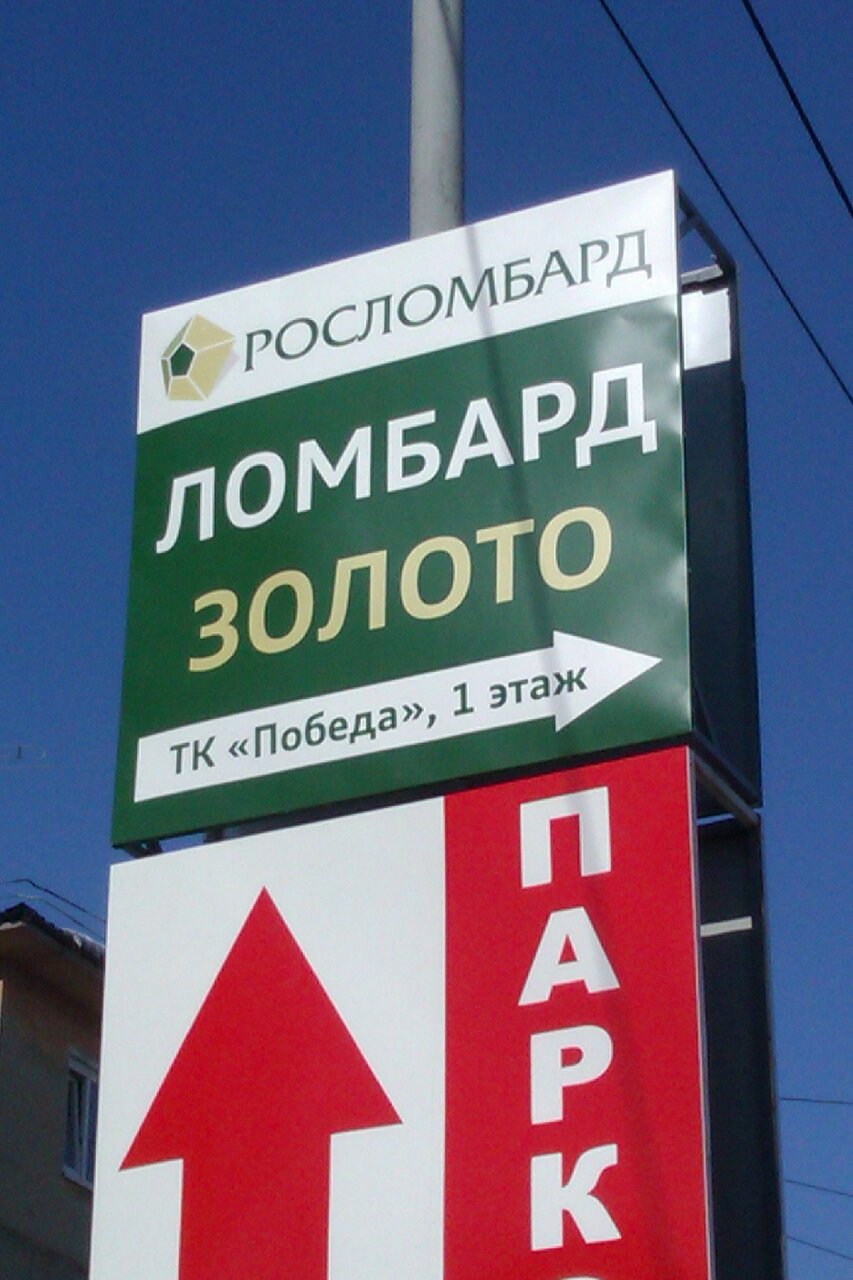 РОСЛОМБАРД
ЛОМБАРД
ЗОЛОТО
ТК «Победа», 1 этаж
ПАРК